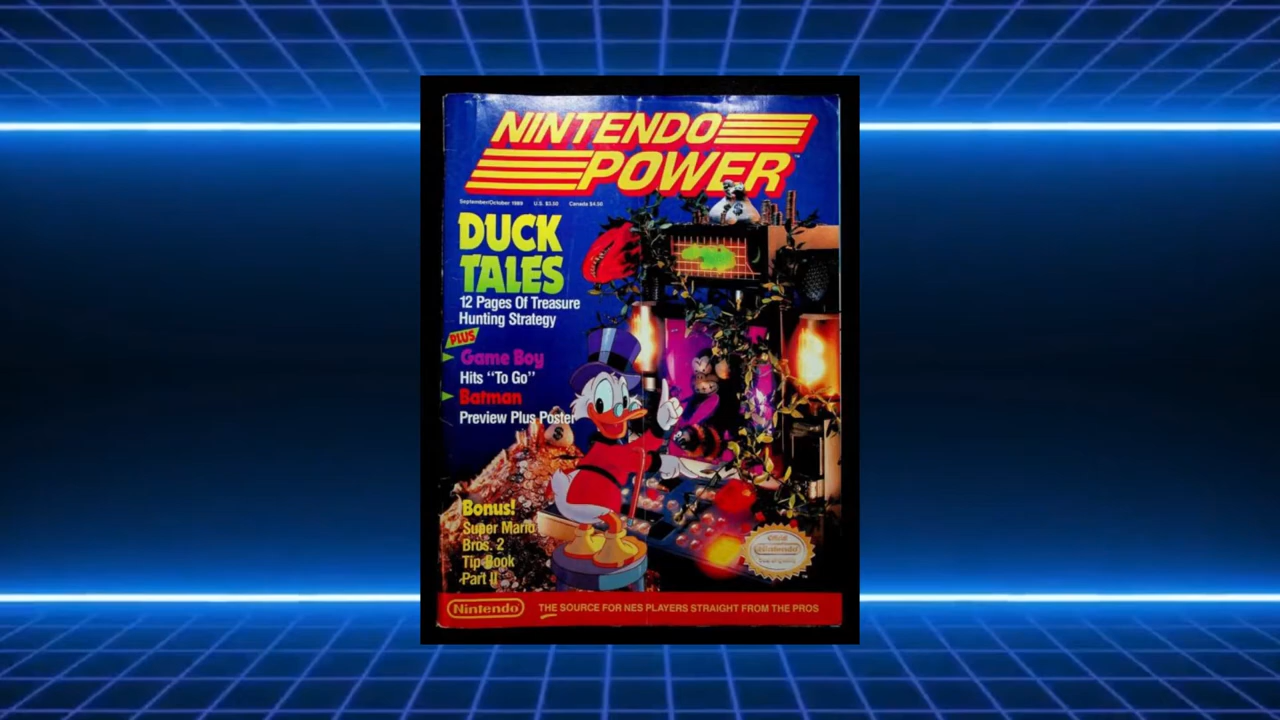 NINTENDO
POWER
September/October 1989 U.S. $3.50 Canada $4.50
DUCK
TALES
12 Pages Of Treasure
Hunting Strategy
PLUS
Game Boy
Hits "To Go"
Batman
Preview Plus Poster
Bonus!
Super Mario
Bros. 2
Tip Book
Part II
Nintendo
THE SOURCE FOR NES PLAYERS STRAIGHT FROM THE PROS